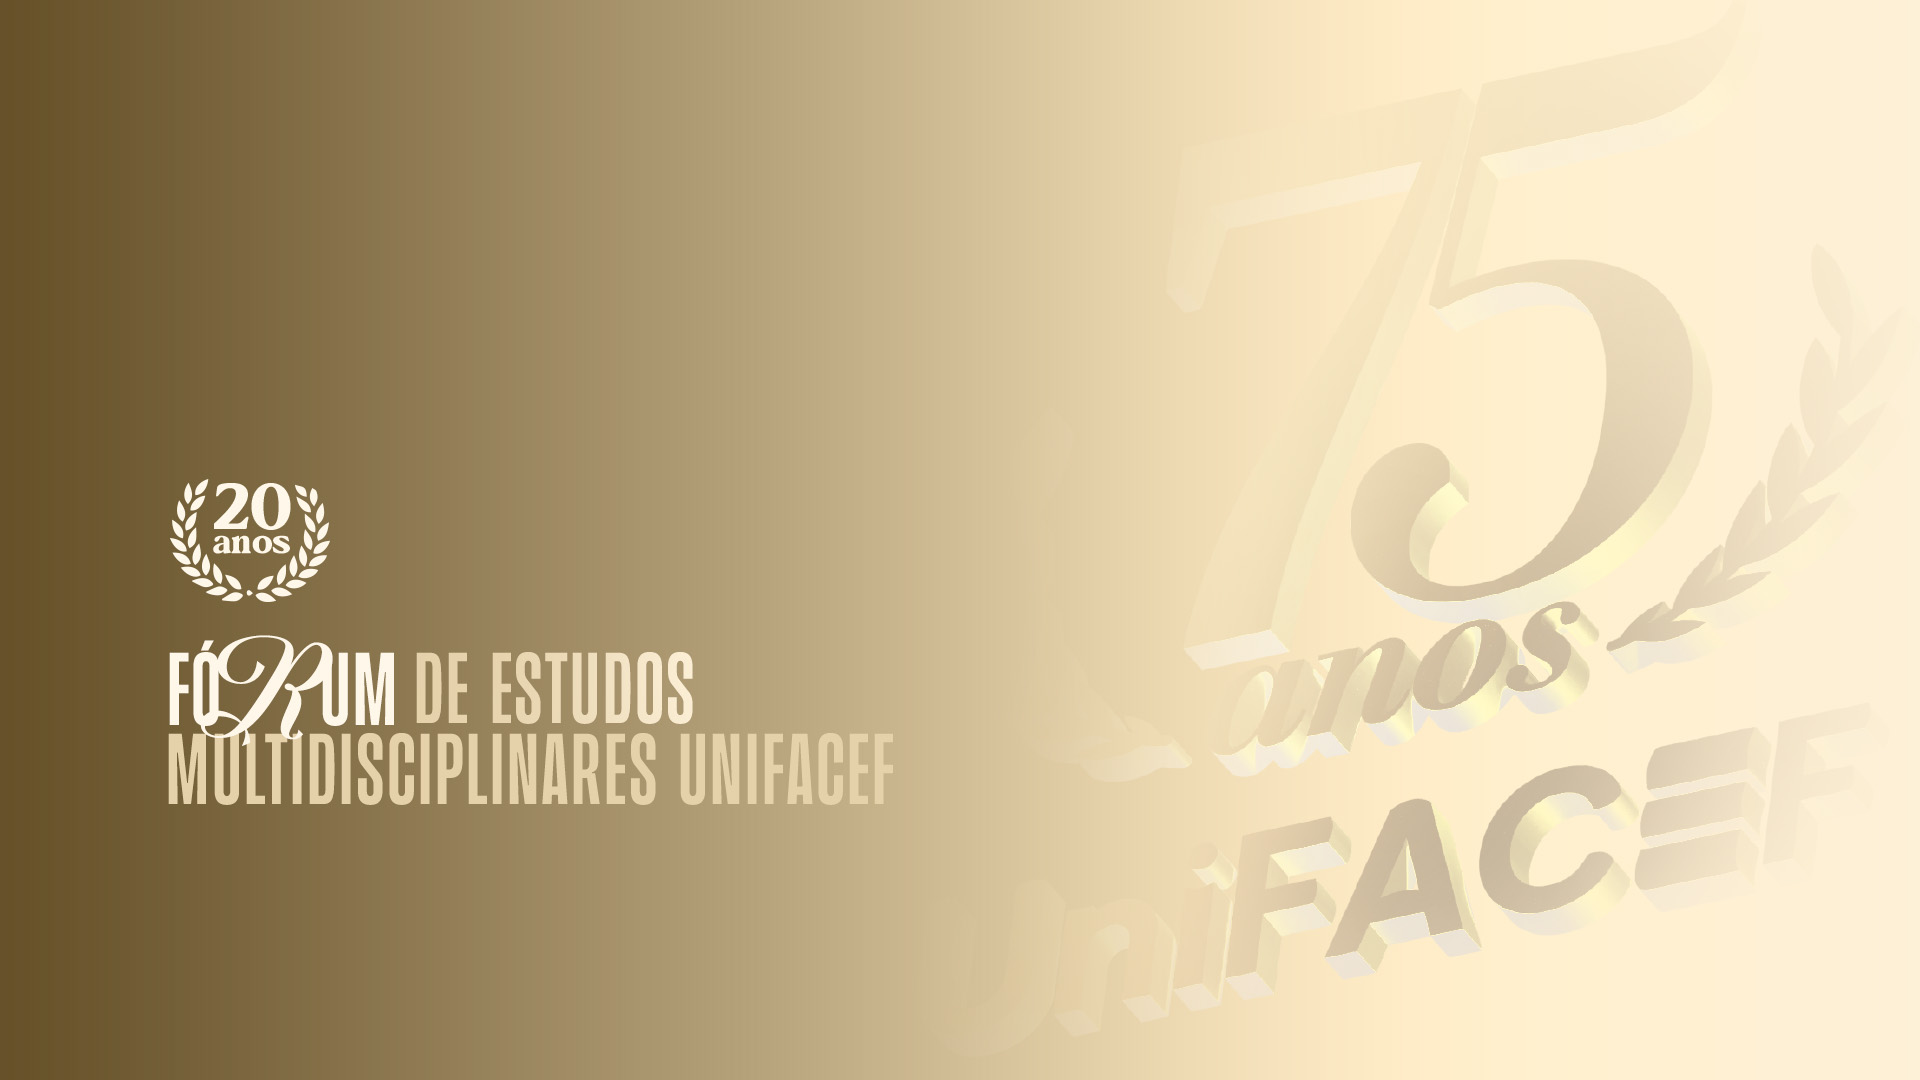 20
anos
FÓRUM DE ESTUDOS
MULTIDISCIPLINARES UNIFACEF
75
anos
UniFACEF